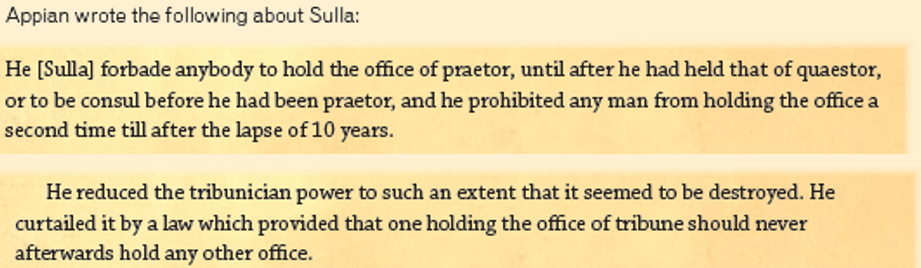 Appian wrote the following about Sulla:
He [Sulla] forbade anybody to hold the office of praetor, until after he had held that of quaestor,
or to be consul before he had been praetor, and he prohibited any man from holding the office a
second time till after the lapse of 10 years.
He reduced the tribunician power to such an extent that it seemed to be destroyed. He
curtailed it by a law which provided that one holding the office of tribune should never
afterwards hold any other office.